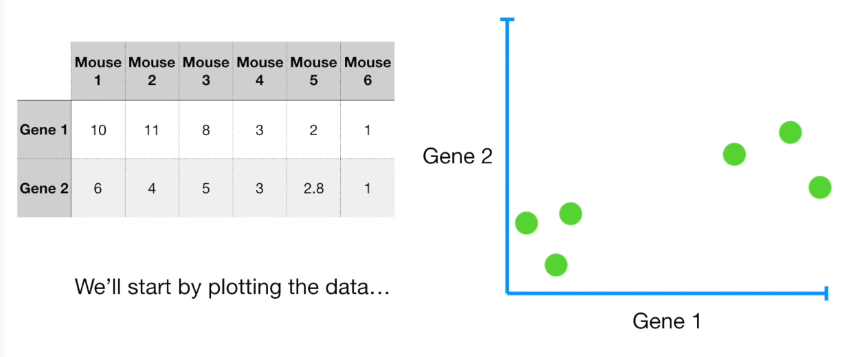 Mouse 1 Mouse 2 Mouse 3 Mouse 4 Mouse 5 Mouse 6
Gene 1 10 11 8 3 2 1
Gene 2 6 4 5 3 2.8 1
We’ll start by plotting the data…
Gene 2
Gene 1